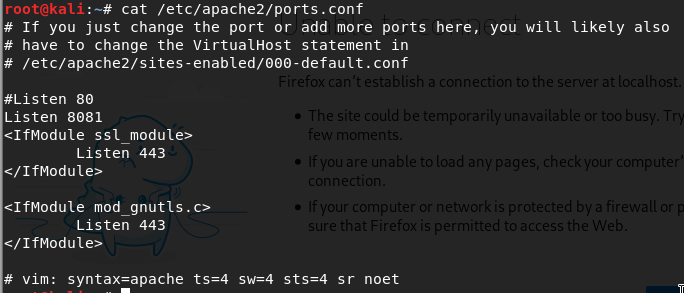 root@kali:~# cat /etc/apache2/ports.conf
# If you just change the port or add more ports here, you will likely also
# have to change the VirtualHost statement in
# /etc/apache2/sites-enabled/000-default.conf
#Listen 80
Listen 8081
<IfModule ssl_module>
        Listen 443
</IfModule>
<IfModule mod_gnutls.c>
        Listen 443
</IfModule>
# vim: syntax=apache ts=4 sw=4 sts=4 sr noet
Unable to connect
Firefox can’t establish a connection to the server at localhost.
• The site could be temporarily unavailable or too busy. Try
few moments.
• If you are unable to load any pages, check your computer’
connection.
• If your computer or network is protected by a firewall or p
sure that Firefox is permitted to access the Web.